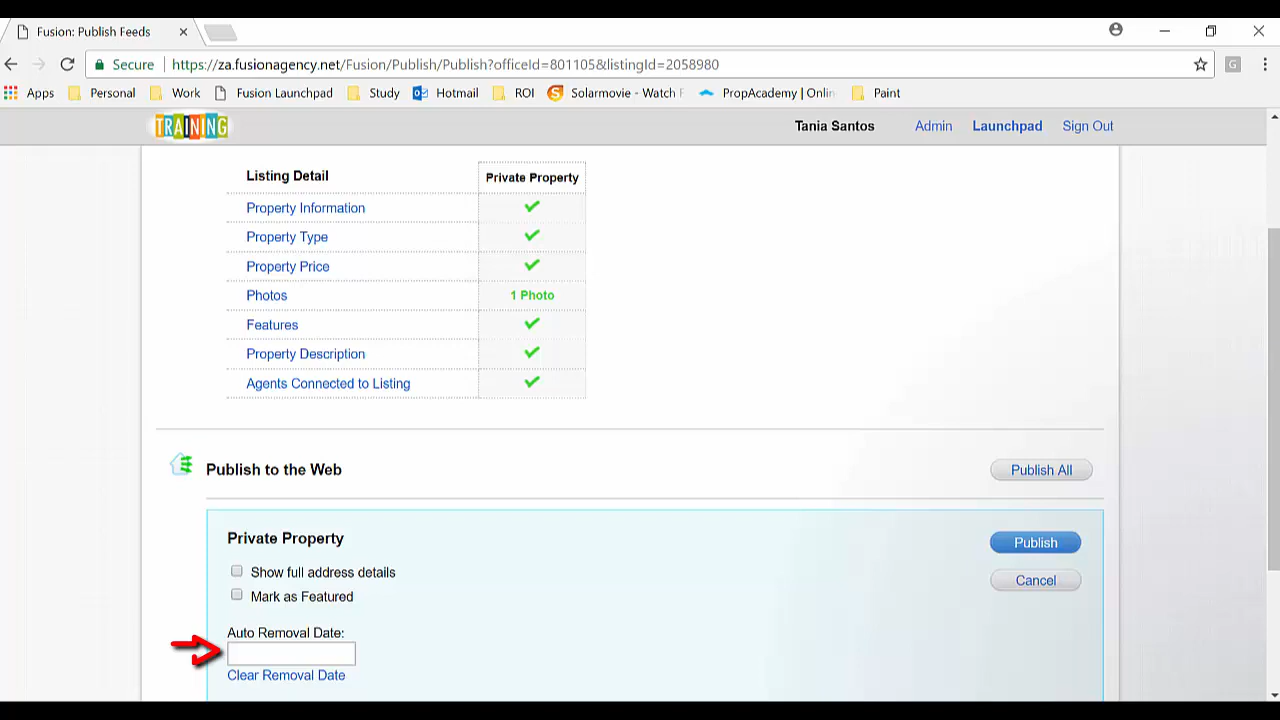 Fusion: Publish Feeds
Secure https://za.fusionagency.net/Fusion/Publish/Publish?officeId=801105&listingId=2058980
G
Apps Personal Work Fusion Launchpad Study Hotmail ROI Solarmovie - Watch F PropAcademy | Onlin Paint
TRAINING Tania Santos Admin Launchpad Sign Out
Listing Detail Private Property
Property Information
Property Type
Property Price
Photos 1 Photo
Features
Property Description
Agents Connected to Listing
Publish to the Web Publish All
Private Property Publish
Show full address details Cancel
Mark as Featured
Auto Removal Date:
Clear Removal Date